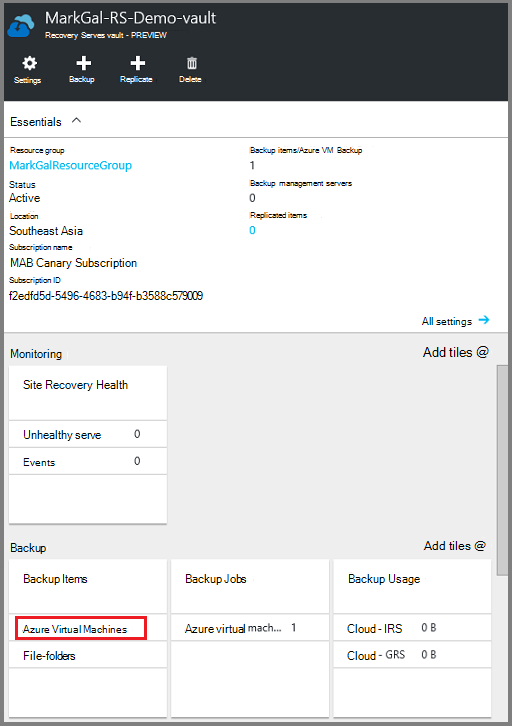 MarkGal-RS-Demo-vault
Recovery Serves vault - PREVIEW
Settings Backup Replicate Delete
Essentials
Resource group Backup items/Azure VM Backup
MarkGalResourceGroup 1
Status Backup management servers
Active 0
Location Replicated items
Southeast Asia 0
Subscription name
MAB Canary Subscription
Subscription ID
f2edfd5d-5496-4683-b94f-b3588c579009
All settings
Monitoring Add tiles @
Site Recovery Health
Unhealthy serve 0
Events 0
Backup Add tiles @
Backup Items Backup Jobs Backup Usage
Azure Virtual Machines Azure virtual mach... 1 Cloud - IRS 0 B
File-folders Cloud - GRS 0 B